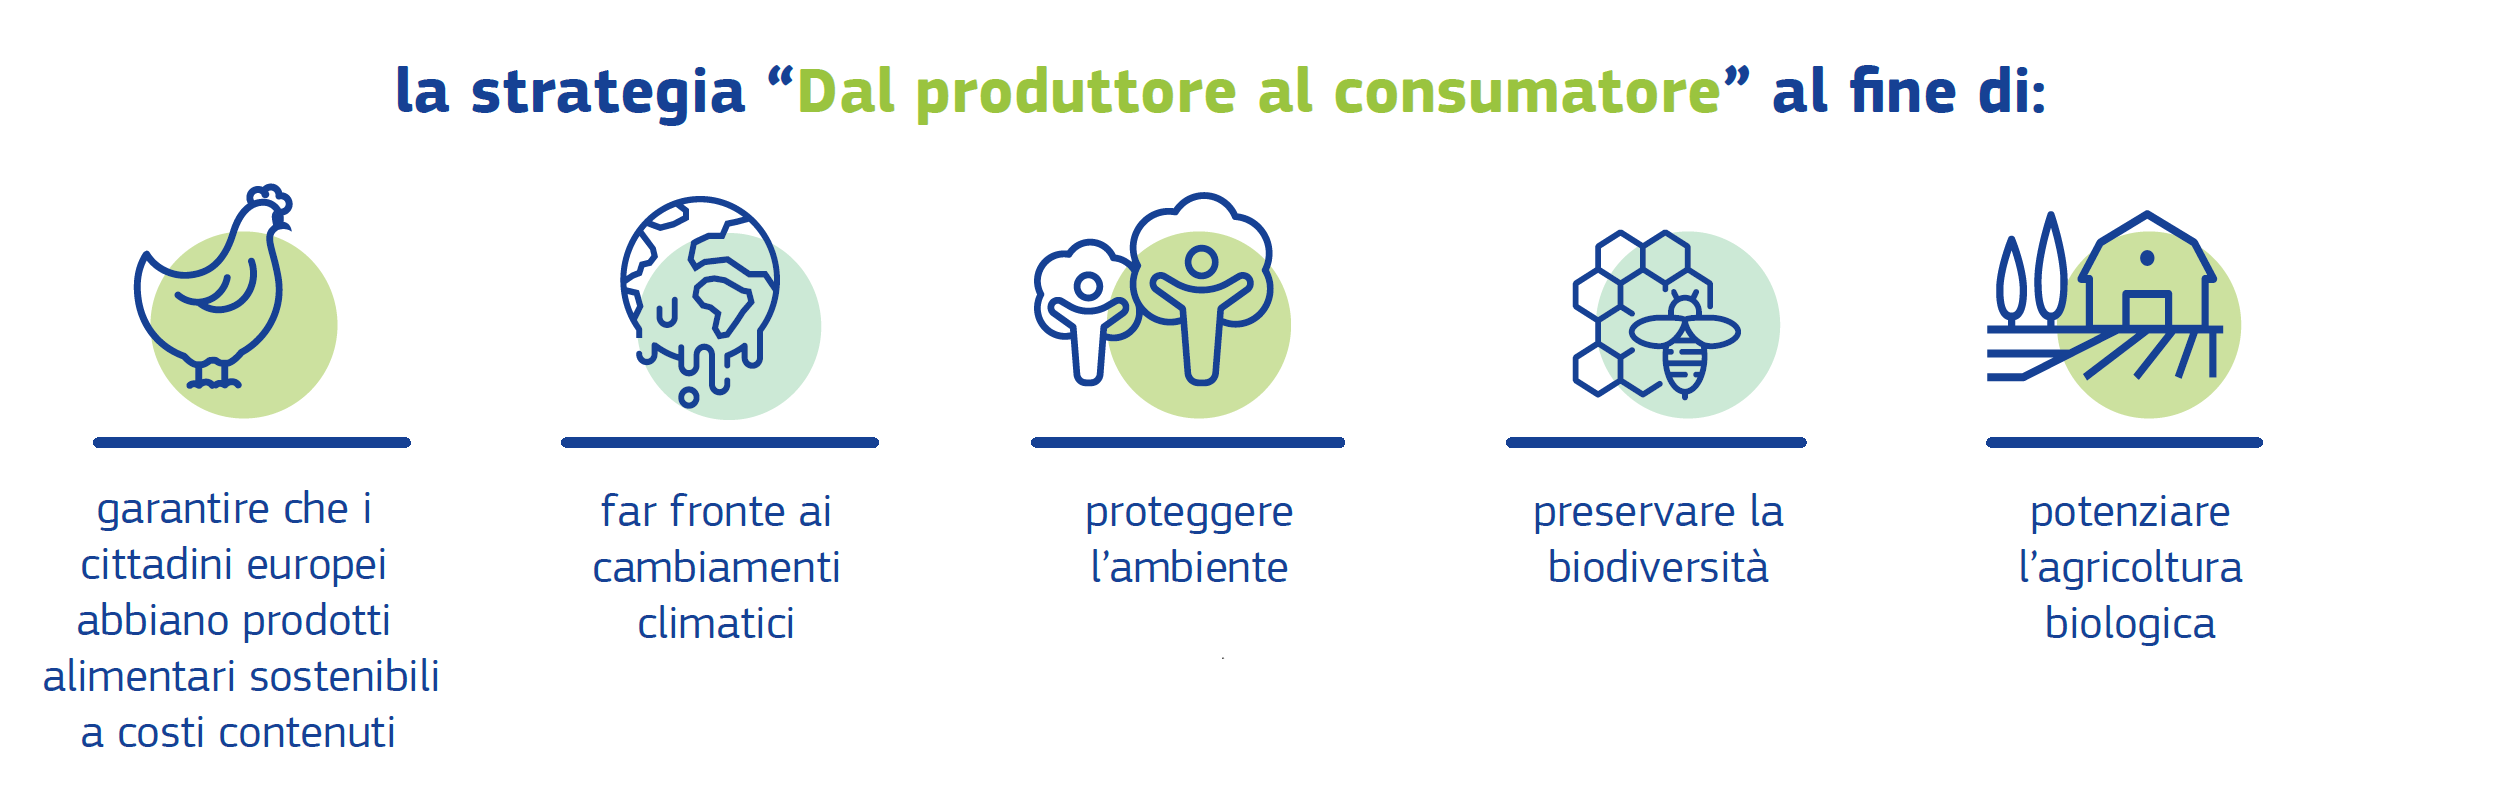 la strategia “Dal produttore al consumatore” al fine di:
garantire che i
cittadini europei
abbiano prodotti
alimentari sostenibili
a costi contenuti
far fronte ai
cambiamenti
climatici
proteggere
l’ambiente
preservare la
biodiversità
potenziare
l’agricoltura
biologica